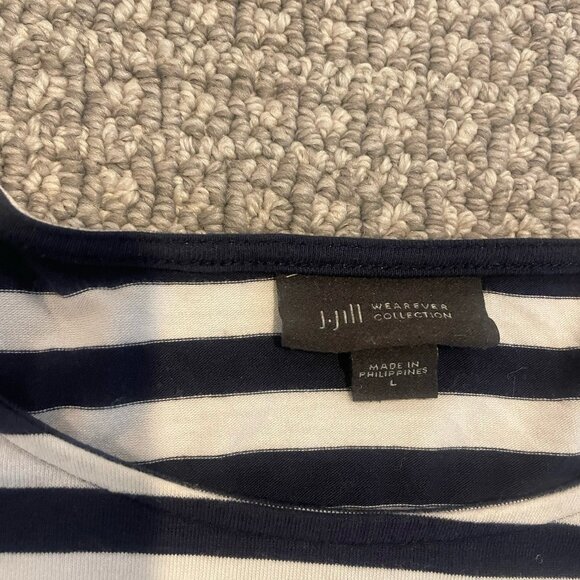 J.Jill WEAREVER
COLLECTION
MADE IN
PHILIPPINES
L